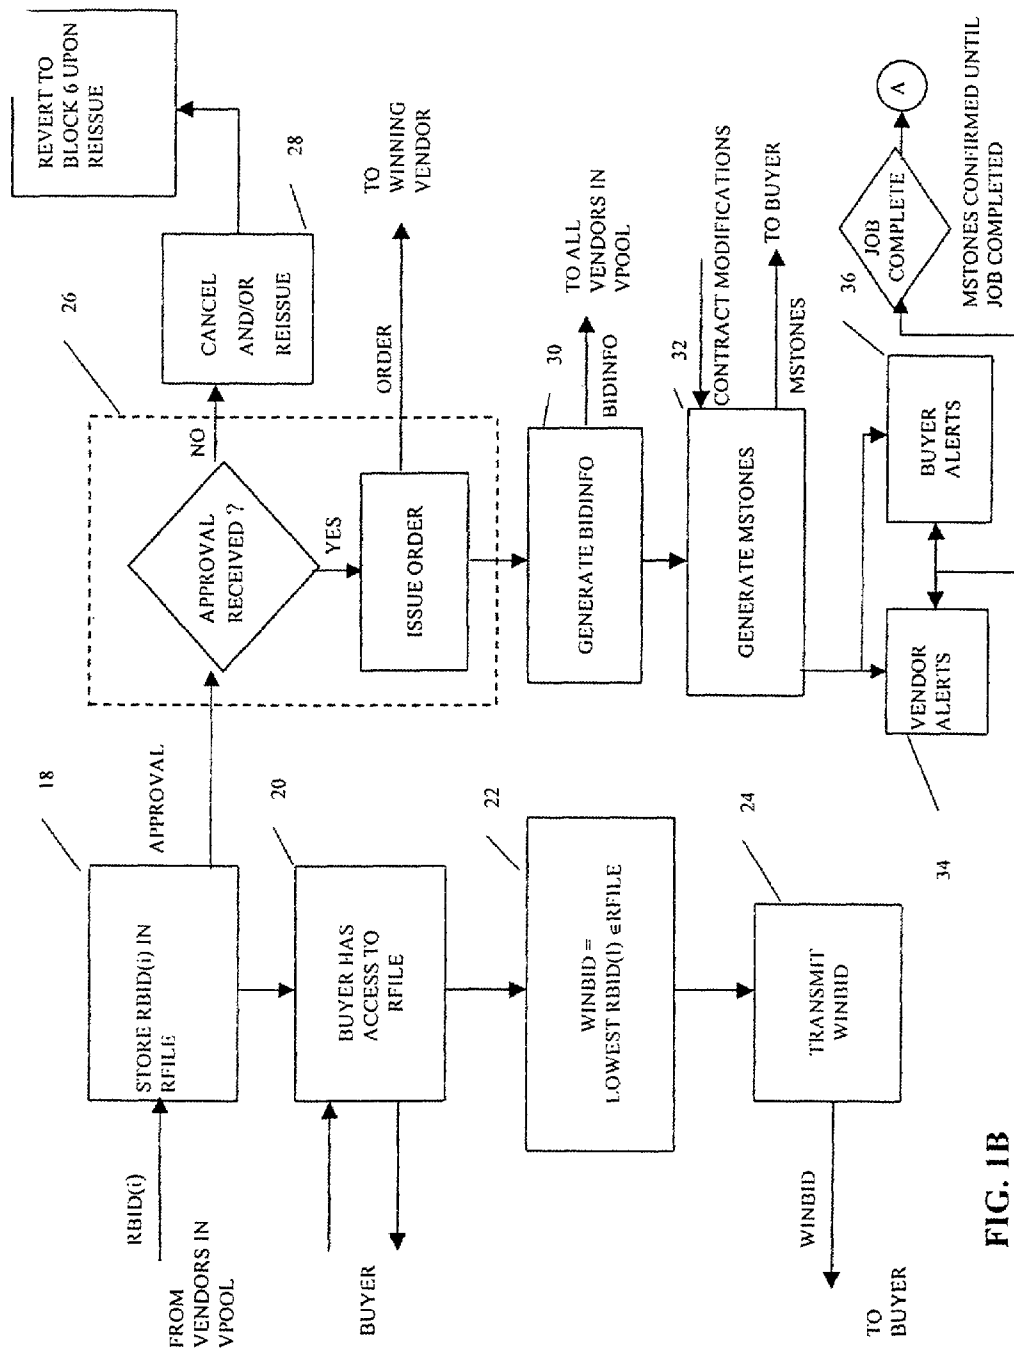 FROM
VENDORS IN
VPOOL
RBID(i)
STORE RBID(i) IN
RFILE
18
APPROVAL
BUYER
BUYER HAS
ACCESS TO
RFILE
20
WINBID =
LOWEST RBID(I) ∈RFILE
22
TO
BUYER
WINBID
TRANSMIT
WINBID
24
26
APPROVAL
RECEIVED ?
NO
YES
CANCEL
AND/OR
REISSUE
28
REVERT TO
BLOCK 6 UPON
REISSUE
ISSUE ORDER
ORDER
TO
WINNING
VENDOR
GENERATE BIDINFO
30
BIDINFO
TO ALL
VENDORS IN
VPOOL
GENERATE MSTONES
32
CONTRACT MODIFICATIONS
MSTONES
TO BUYER
VENDOR
ALERTS
34
BUYER
ALERTS
36
JOB
COMPLETE
A
MSTONES CONFIRMED UNTIL
JOB COMPLETED
FIG. 1B